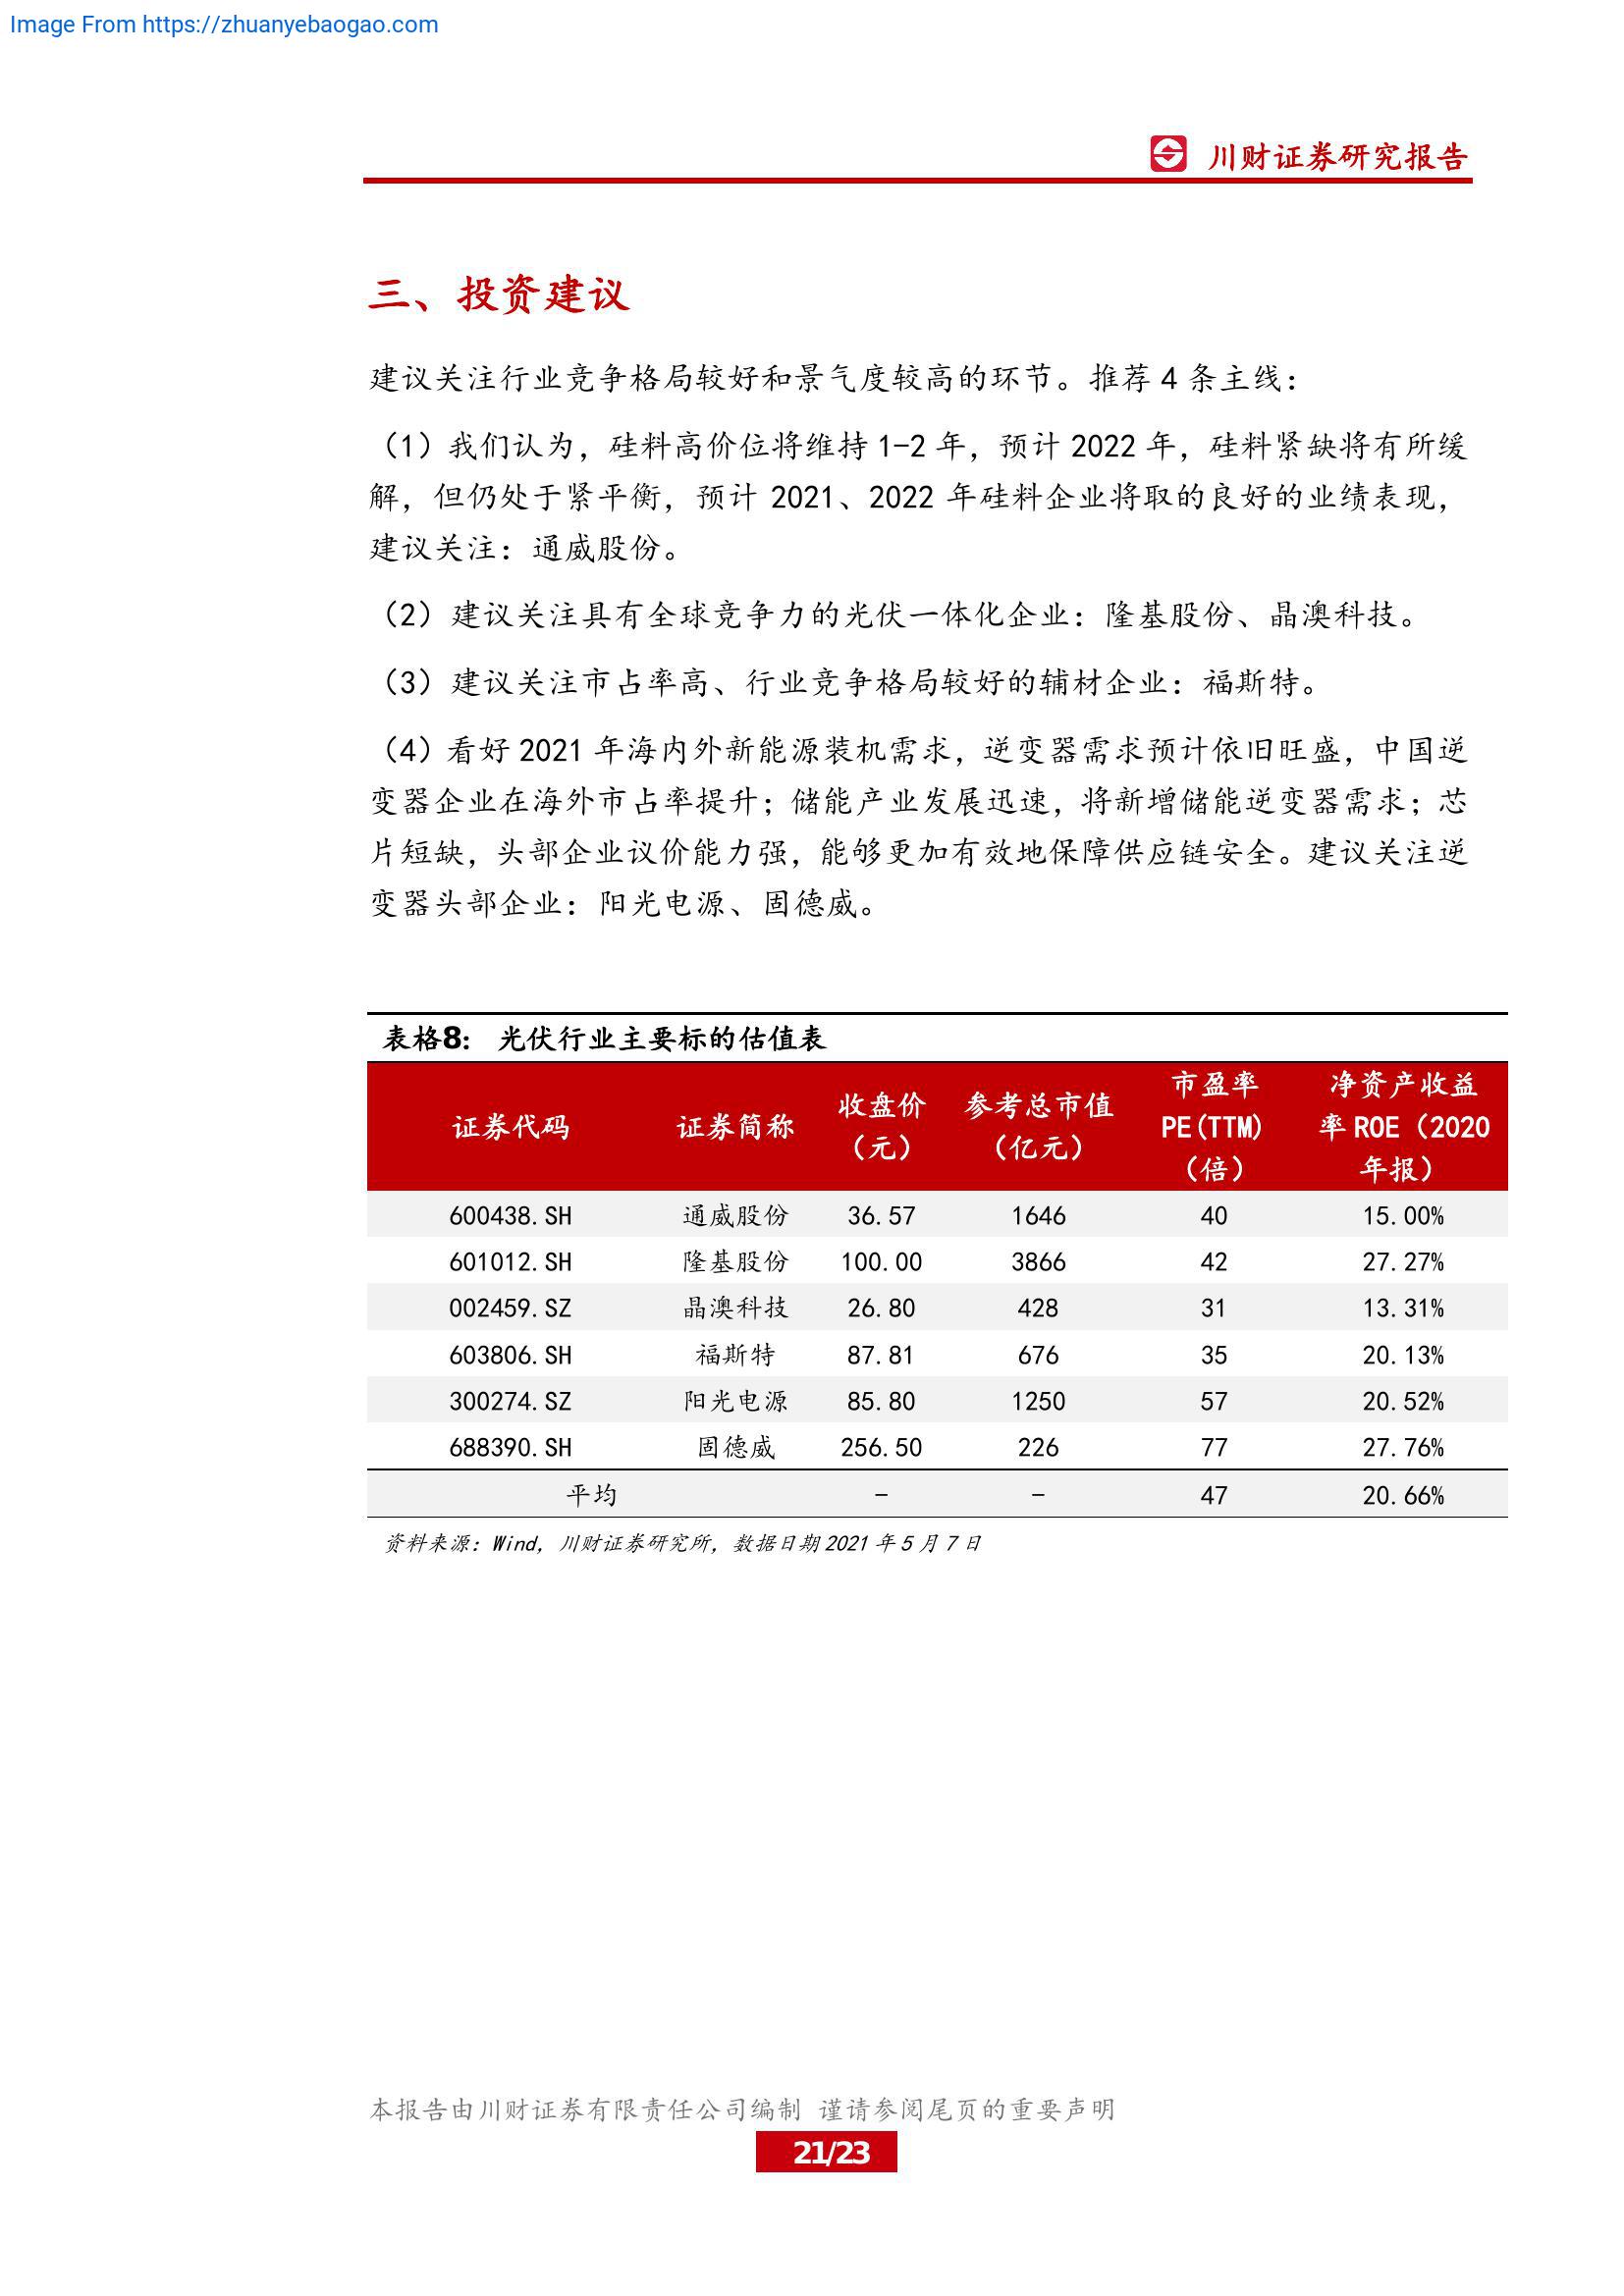 Image From https://zhuanyebaogao.com
川财证券研究报告
三、投资建议
建议关注行业竞争格局较好和景气度较高的环节。推荐 4 条主线：
（1）我们认为，硅料高价位将维持 1-2 年，预计 2022 年，硅料紧缺将有所缓
解，但仍处于紧平衡，预计 2021、2022 年硅料企业将取的良好的业绩表现，
建议关注：通威股份。
（2）建议关注具有全球竞争力的光伏一体化企业：隆基股份、晶澳科技。
（3）建议关注市占率高、行业竞争格局较好的辅材企业：福斯特。
（4）看好 2021 年海内外新能源装机需求，逆变器需求预计依旧旺盛，中国逆
变器企业在海外市占率提升；储能产业发展迅速，将新增储能逆变器需求；芯
片短缺，头部企业议价能力强，能够更加有效地保障供应链安全。建议关注逆
变器头部企业：阳光电源、固德威。
表格8： 光伏行业主要标的估值表
证券代码 证券简称 收盘价（元） 参考总市值（亿元） 市盈率PE(TTM)（倍） 净资产收益率 ROE（2020年报）
600438.SH 通威股份 36.57 1646 40 15.00%
601012.SH 隆基股份 100.00 3866 42 27.27%
002459.SZ 晶澳科技 26.80 428 31 13.31%
603806.SH 福斯特 87.81 676 35 20.13%
300274.SZ 阳光电源 85.80 1250 57 20.52%
688390.SH 固德威 256.50 226 77 27.76%
平均 - - 47 20.66%
资料来源：Wind，川财证券研究所，数据日期 2021 年 5 月 7 日
本报告由川财证券有限责任公司编制 谨请参阅尾页的重要声明
21/23